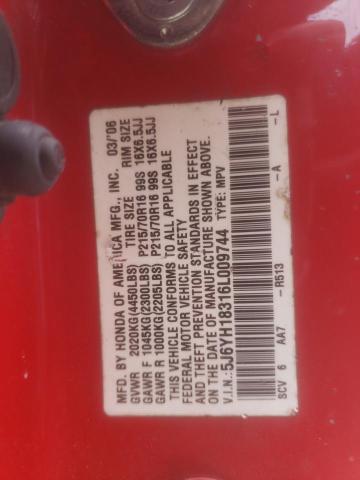 MFD. BY HONDA OF AMERICA MFG., INC. 03/'06
GVWR 2020KG(4450LBS) TIRE SIZE RIM SIZE
GAWR F 1045KG(2300LBS) P215/70R16 99S 16X6.5JJ
GAWR R 1000KG(2205LBS) P215/70R16 99S 16X6.5JJ
THIS VEHICLE CONFORMS TO ALL APPLICABLE
FEDERAL MOTOR VEHICLE SAFETY
AND THEFT PREVENTION STANDARDS IN EFFECT
ON THE DATE OF MANUFACTURE SHOWN ABOVE.
V.I.N.:5J6YH18316L009744 TYPE: MPV
SCV 6 AA7 -R513 -A -L